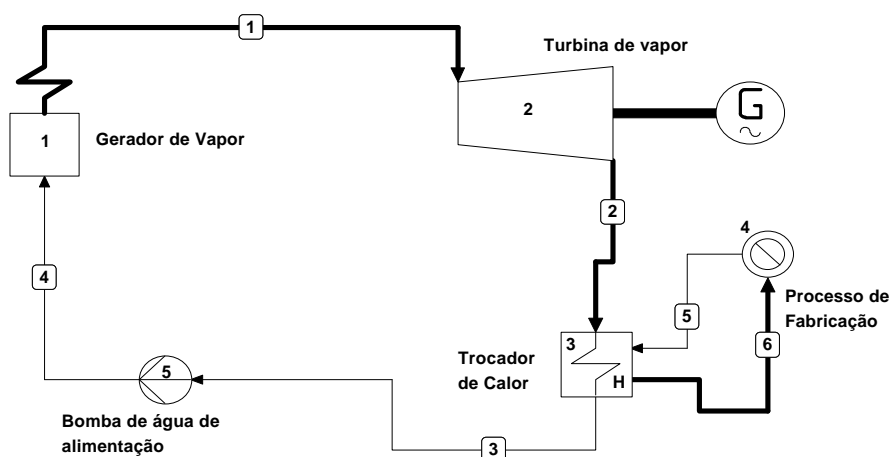 1
Turbina de vapor
2
G
1
Gerador de Vapor
2
4
4
Processo de
Fabricação
5
6
3
H
Trocador
de Calor
5
Bomba de água de
alimentação
3